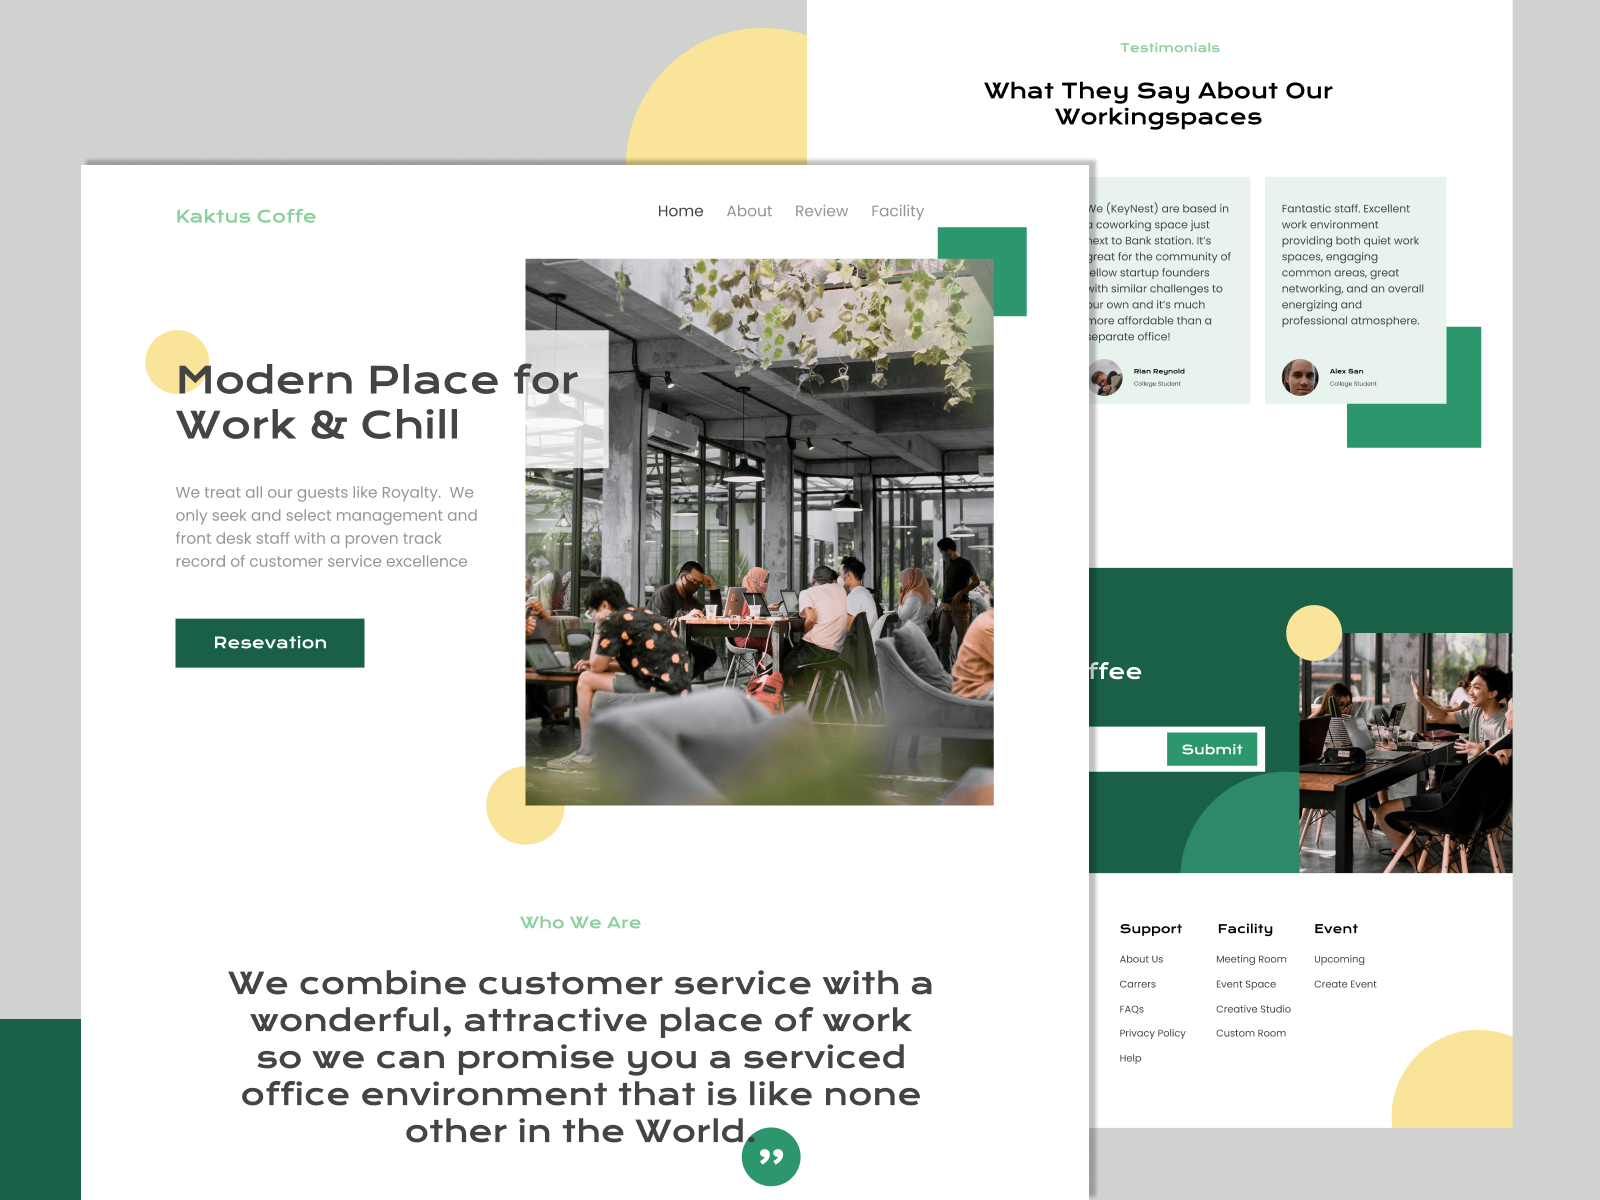 Kaktus Coffe
Home About Review Facility
Modern Place for
Work & Chill
We treat all our guests like Royalty. We
only seek and select management and
front desk staff with a proven track
record of customer service excellence
Resevation
Who We Are
We combine customer service with a
wonderful, attractive place of work
so we can promise you a serviced
office environment that is like none
other in the World.
”
Testimonials
What They Say About Our
Workingspaces
We (KeyNest) are based in
a coworking space just
next to Bank station. It's
great for the community of
fellow startup founders
with similar challenges to
our own and it's much
more affordable than a
separate office!
Rian Reynold
College Student
Fantastic staff. Excellent
work environment
providing both quiet work
spaces, engaging
common areas, great
networking, and an overall
energizing and
professional atmosphere.
Alex San
College Student
ffee
Submit
Support
About Us
Carrers
FAQs
Privacy Policy
Help
Facility
Meeting Room
Event Space
Creative Studio
Custom Room
Event
Upcoming
Create Event